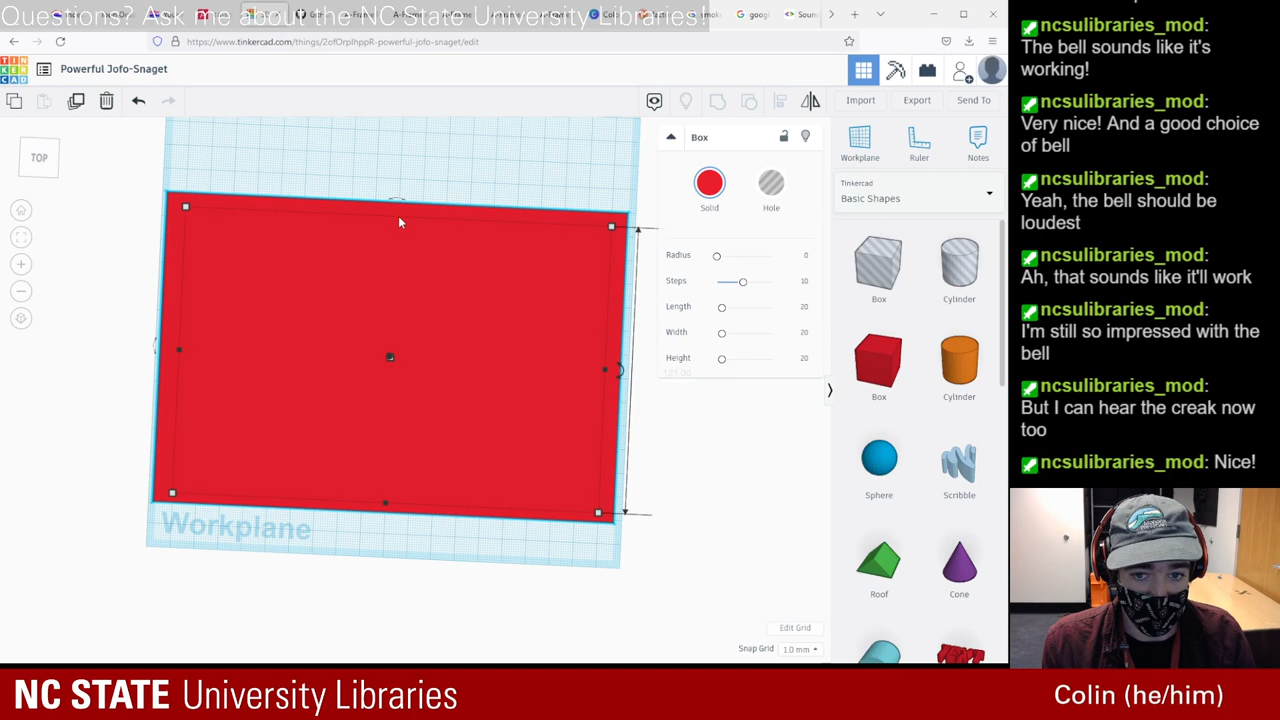 Questions? Ask me about the NC State University Libraries!
https://www.tinkercad.com/things/2ofOrpIhppR-powerful-jofo-snaget/edit
TIN
KER
CAD
Powerful Jofo-Snaget
Import
Export
Send To
TOP
Box
Solid
Hole
Radius
0
Steps
10
Length
20
Width
20
Height
20
127.00
Workplane
Workplane
Ruler
Notes
Tinkercad
Basic Shapes
Box
Cylinder
Box
Cylinder
Sphere
Scribble
Roof
Cone
Edit Grid
Snap Grid
1.0 mm
ncsulibraries_mod:
The bell sounds like it's
working!
ncsulibraries_mod:
Very nice! And a good choice
of bell
ncsulibraries_mod:
Yeah, the bell should be
loudest
ncsulibraries_mod:
Ah, that sounds like it'll work
ncsulibraries_mod:
I'm still so impressed with the
bell
ncsulibraries_mod:
But I can hear the creak now
too
ncsulibraries_mod: Nice!
NC STATE University Libraries
Colin (he/him)